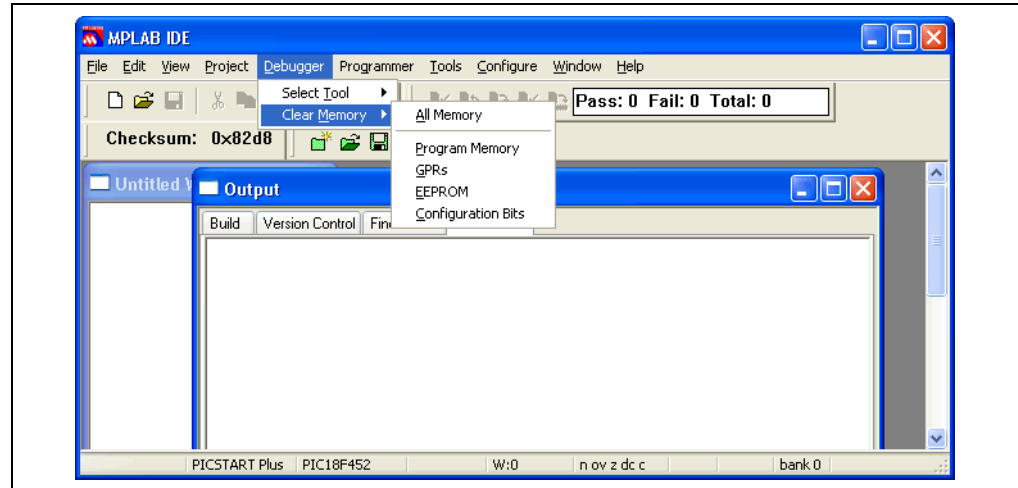 MPLAB IDE
File Edit View Project Debugger Programmer Tools Configure Window Help
Select Tool
Pass: 0 Fail: 0 Total: 0
Clear Memory
All Memory
Checksum: 0x82d8
Program Memory
GPRs
Untitled
Output
EEPROM
Configuration Bits
Build Version Control
PICSTART Plus PIC18F452 W:0 n ov z dc c bank 0